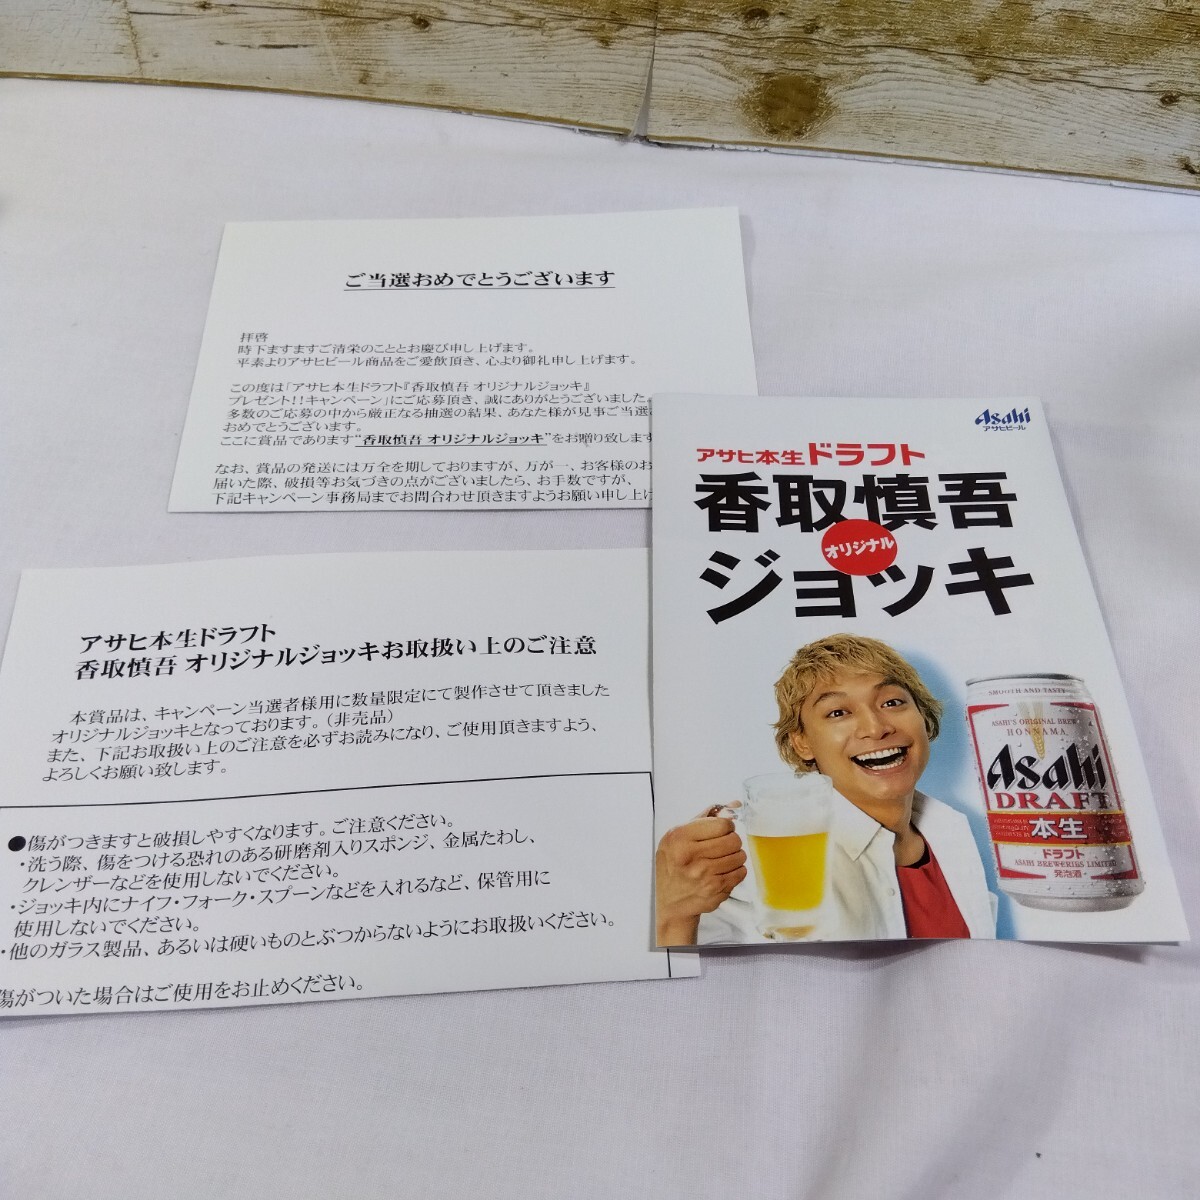 ご当選おめでとうございます
拝啓
時下ますますご清栄のこととお慶び申し上げます。
平素よりアサヒビール商品をご愛飲頂き、心より御礼申し上げます。
この度は「アサヒ本生ドラフト『香取慎吾 オリジナルジョッキ』
プレゼント!!キャンペーン」にご応募頂き、誠にありがとうございました。
多数のご応募の中から厳正なる抽選の結果、あなた様が見事ご当選
おめでとうございます。
ここに賞品であります“香取慎吾 オリジナルジョッキ”をお贈り致します
なお、賞品の発送には万全を期しておりますが、万が一、お客様のお
届いた際、破損等お気づきの点がございましたら、お手数ですが、
下記キャンペーン事務局までお問合わせ頂きますようお願い申し上げ
アサヒ本生ドラフト
香取慎吾 オリジナルジョッキお取扱い上のご注意
本賞品は、キャンペーン当選者様用に数量限定にて製作させて頂きました
オリジナルジョッキとなっております。(非売品)
また、下記お取扱い上のご注意を必ずお読みになり、ご使用頂きますよう、
よろしくお願い致します。
●傷がつきますと破損しやすくなります。ご注意ください。
・洗う際、傷をつける恐れのある研磨剤入りスポンジ、金属たわし、
クレンザーなどを使用しないでください。
・ジョッキ内にナイフ・フォーク・スプーンなどを入れるなど、保管用に
使用しないでください。
・他のガラス製品、あるいは硬いものとぶつからないようにお取扱いください。
傷がついた場合はご使用をお止めください。
Asahi
アサヒビール
アサヒ本生ドラフト
香取慎吾
オリジナル
ジョッキ
SMOOTH AND TASTY
ASAHI'S ORIGINAL BREW
HONNAMA
Asahi
DRAFT
本生
ドラフト
ASAHI BREWERIES LIMITED
発泡酒